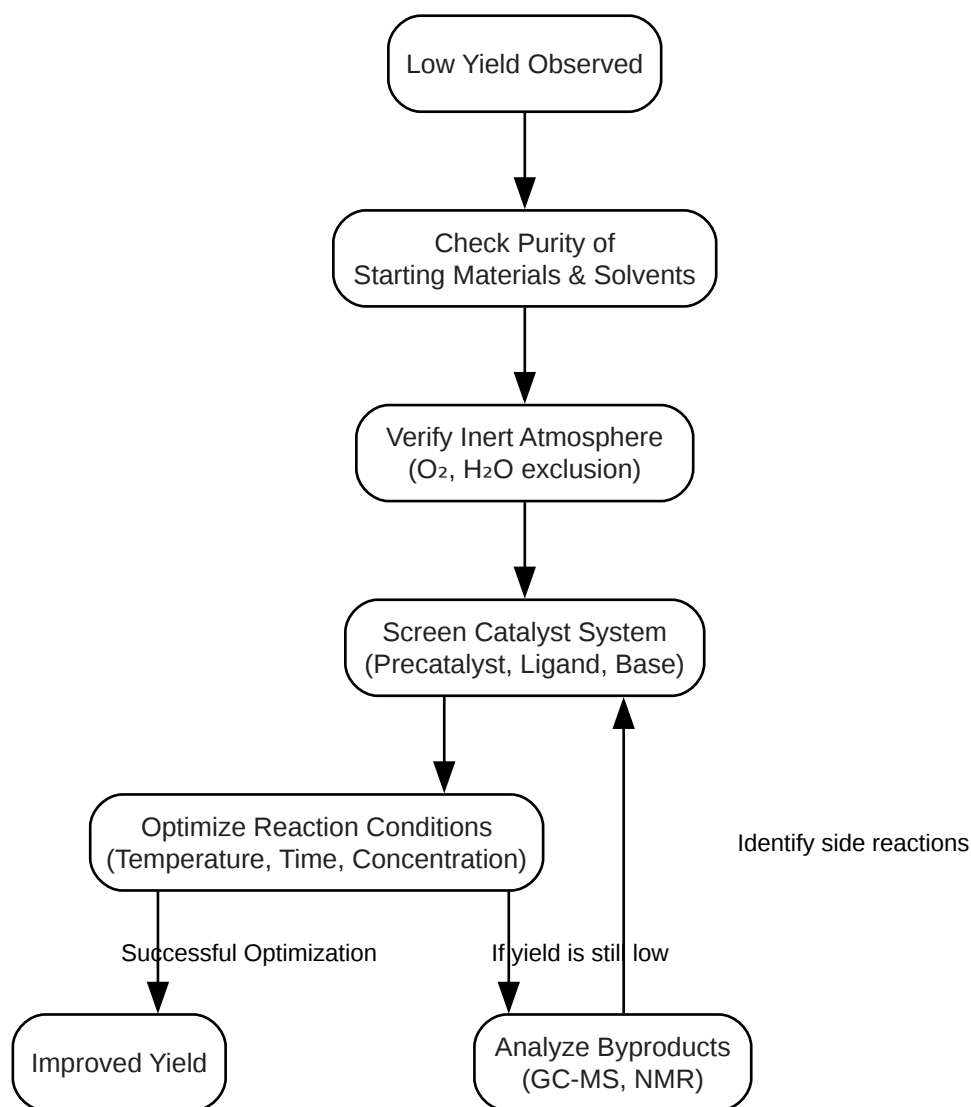 Low Yield Observed
Check Purity of
Starting Materials & Solvents
Verify Inert Atmosphere
(O₂, H₂O exclusion)
Screen Catalyst System
(Precatalyst, Ligand, Base)
Optimize Reaction Conditions
(Temperature, Time, Concentration)
Identify side reactions
Successful Optimization
If yield is still low
Improved Yield
Analyze Byproducts
(GC-MS, NMR)